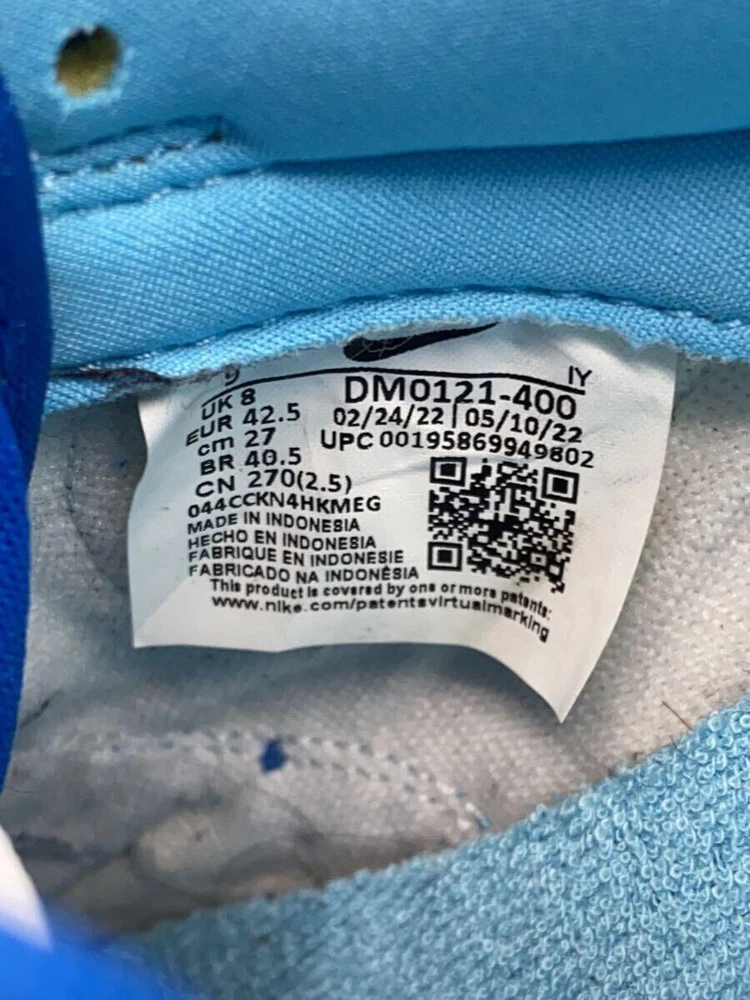 9 IY
UK 8 DM0121-400
EUR 42.5 02/24/22 | 05/10/22
cm 27 UPC 00195869949802
BR 40.5
CN 270(2.5)
044CCKN4HKMEG
MADE IN INDONESIA
HECHO EN INDONESIA
FABRIQUE EN INDONESIE
FABRICADO NA INDONÉSIA
This product is covered by one or more patents:
www.nike.com/patentsvirtualmarking